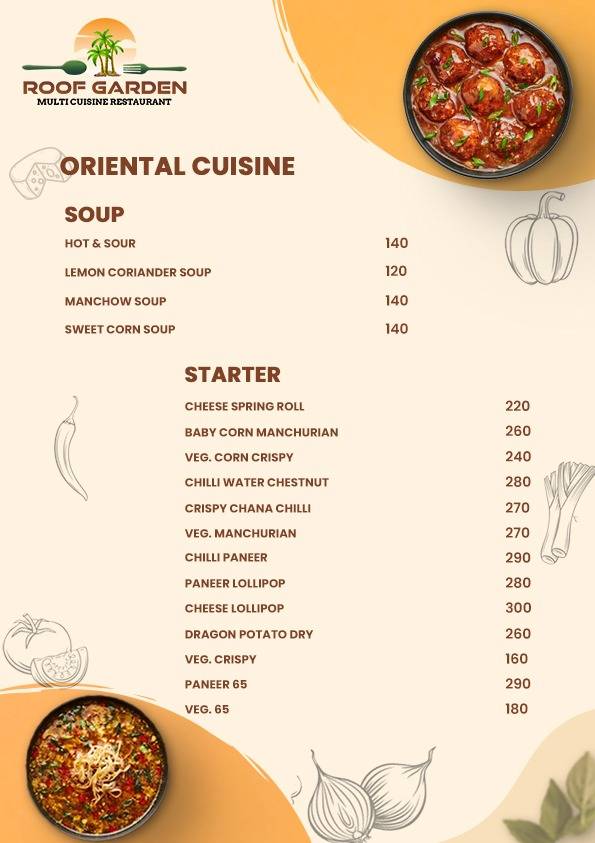 ROOF GARDEN
MULTI CUISINE RESTAURANT
ORIENTAL CUISINE
SOUP
HOT & SOUR 140
LEMON CORIANDER SOUP 120
MANCHOW SOUP 140
SWEET CORN SOUP 140
STARTER
CHEESE SPRING ROLL 220
BABY CORN MANCHURIAN 260
VEG. CORN CRISPY 240
CHILLI WATER CHESTNUT 280
CRISPY CHANA CHILLI 270
VEG. MANCHURIAN 270
CHILLI PANEER 290
PANEER LOLLIPOP 280
CHEESE LOLLIPOP 300
DRAGON POTATO DRY 260
VEG. CRISPY 160
PANEER 65 290
VEG. 65 180